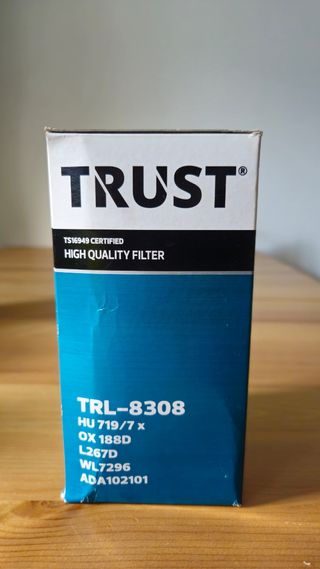 TRUST®
TS16949 CERTIFIED
HIGH QUALITY FILTER
TRL-8308
HU 719/7 x
OX 188D
L267D
WL7296
ADA102101